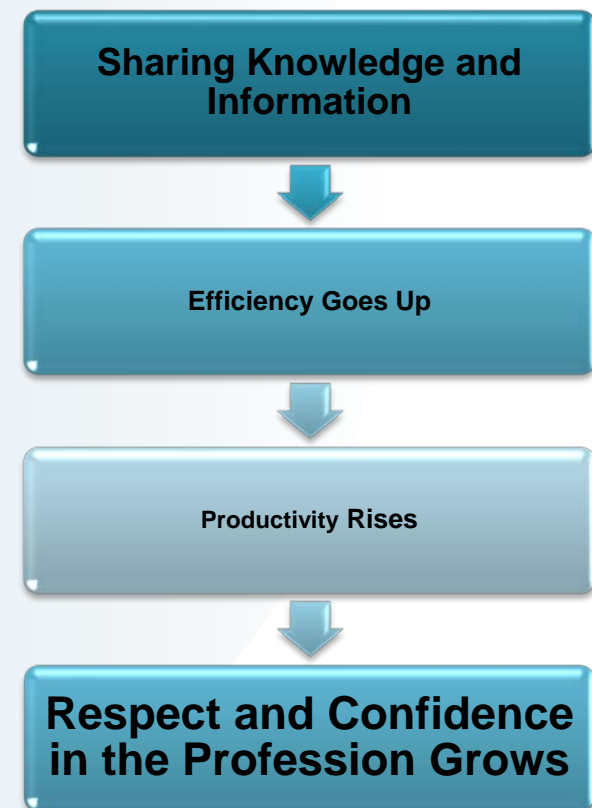 Sharing Knowledge and
Information
Efficiency Goes Up
Productivity Rises
Respect and Confidence
in the Profession Grows